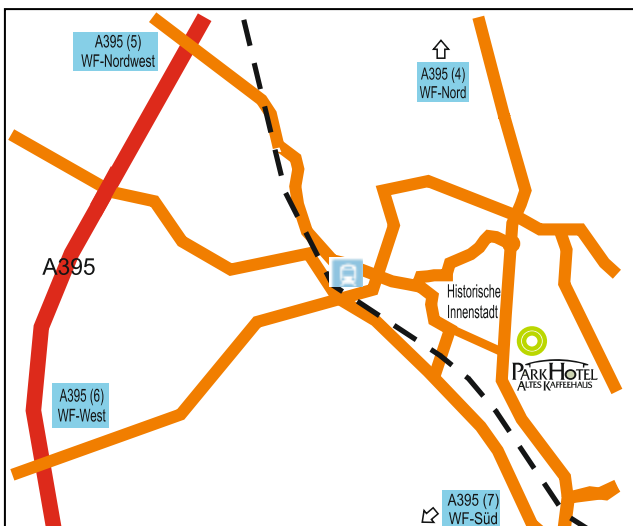 A395 (5)
WF-Nordwest
A395 (4)
WF-Nord
A395
Historische
Innenstadt
PARKHOTEL
ALTES KAFFEEHAUS
A395 (6)
WF-West
A395 (7)
WF-Süd